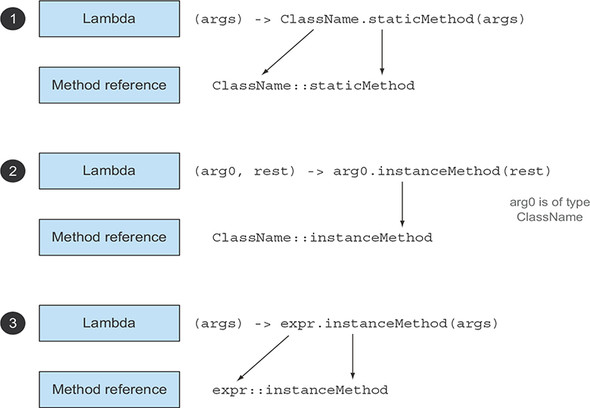 1 Lambda (args) -> ClassName.staticMethod(args)
Method reference ClassName::staticMethod
2 Lambda (arg0, rest) -> arg0.instanceMethod(rest)
arg0 is of type
ClassName
Method reference ClassName::instanceMethod
3 Lambda (args) -> expr.instanceMethod(args)
Method reference expr::instanceMethod